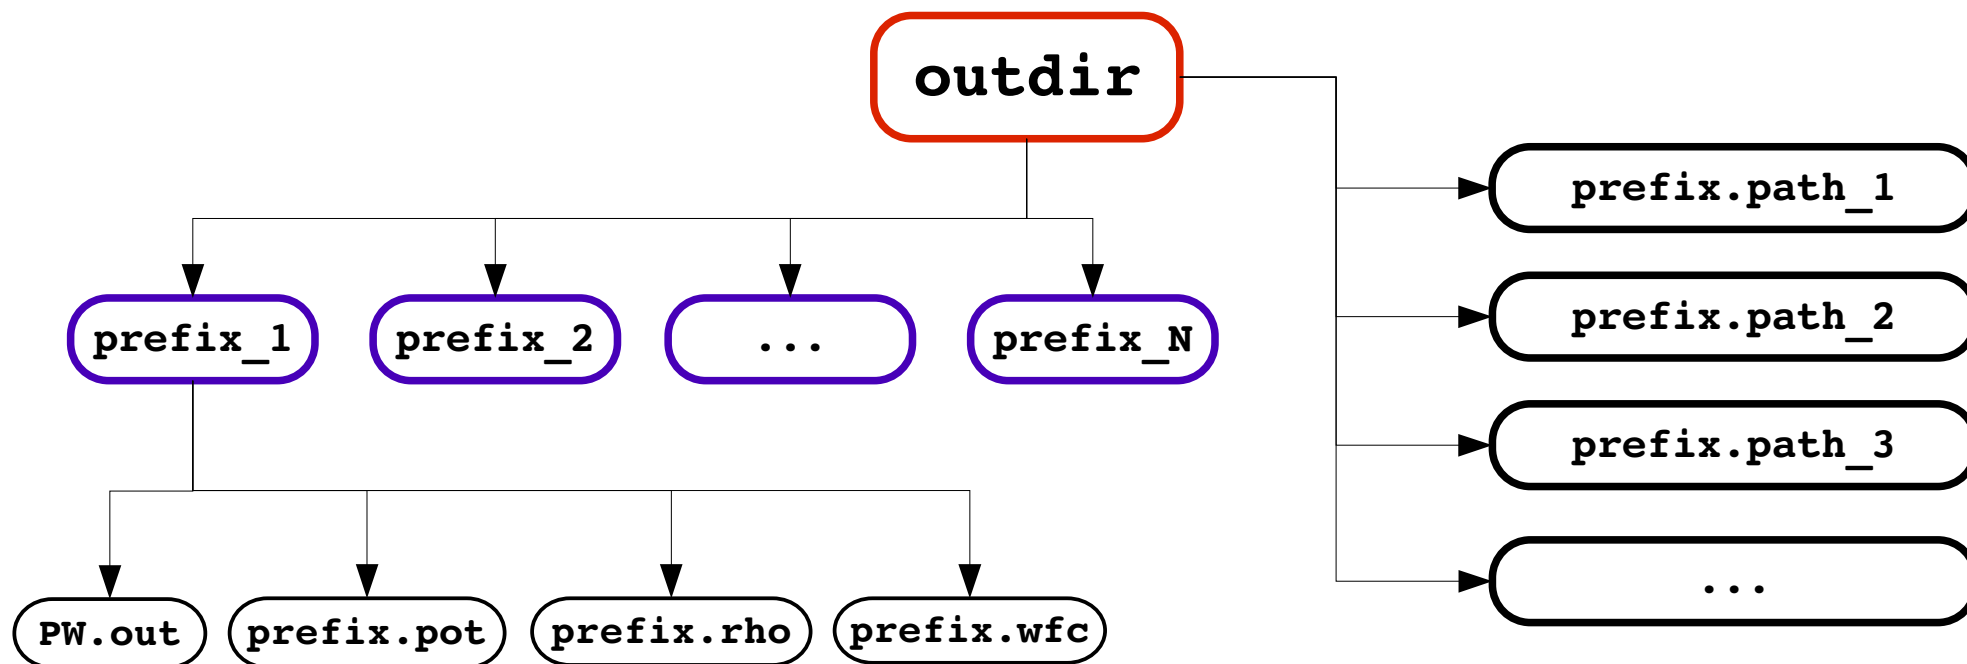 outdir
prefix.path_1
prefix.path_2
prefix_1 prefix_2 ... prefix_N
prefix.path_3
...
PW.out prefix.pot prefix.rho prefix.wfc